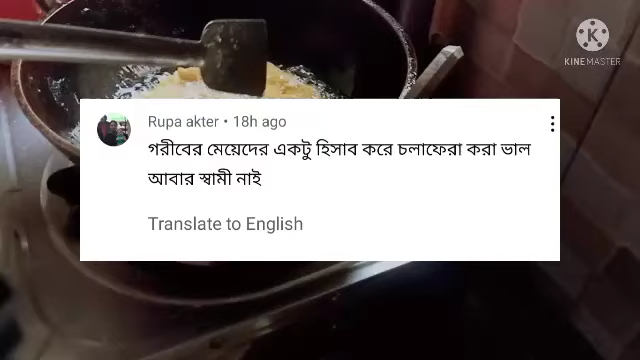 KINEMASTER
Rupa akter • 18h ago
গরীবের মেয়েদের একটু হিসাব করে চলাফেরা করা ভাল
আবার স্বামী নাই
Translate to English